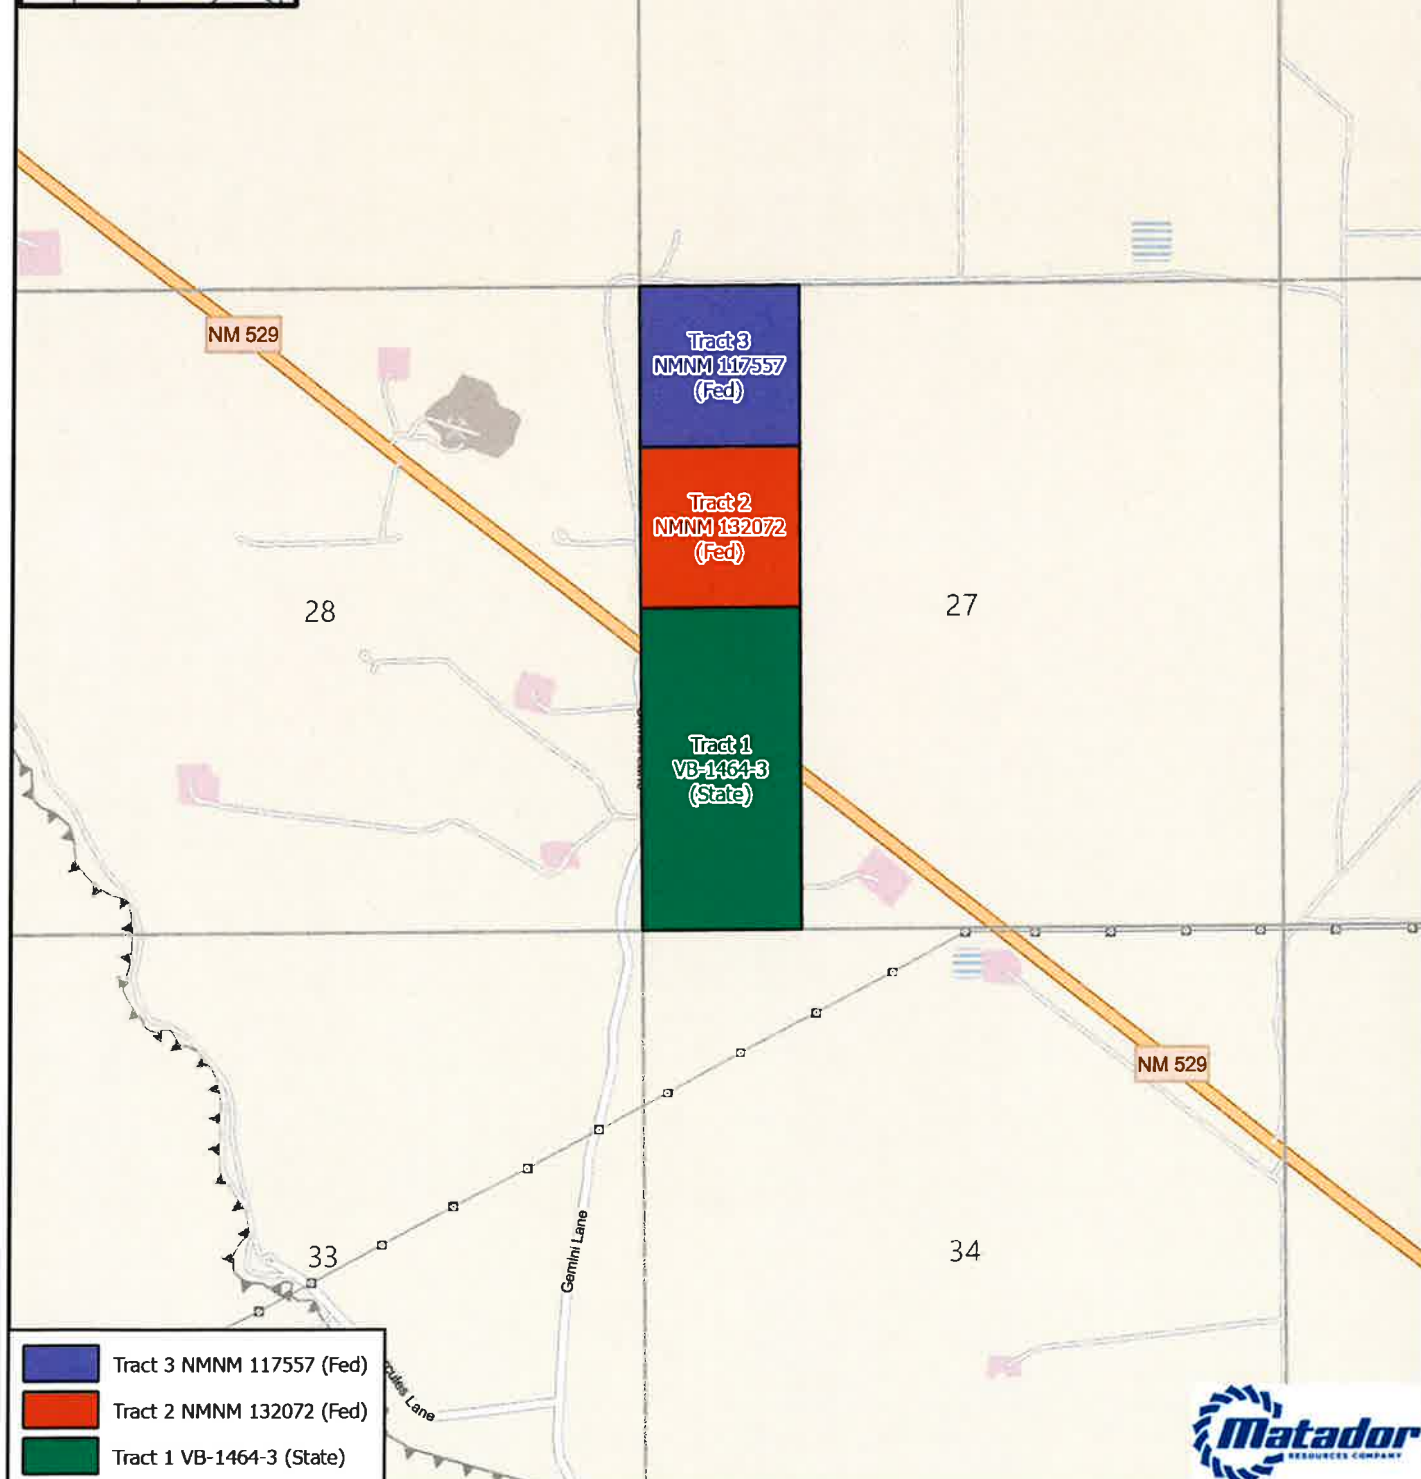 NM 529
Tract 3
NMNM 117557
(Fed)
Tract 2
NMNM 132072
(Fed)
28
27
Tract 1
VB-1464-3
(State)
NM 529
33
34
Gemini Lane
Lane
Tract 3 NMNM 117557 (Fed)
Tract 2 NMNM 132072 (Fed)
Tract 1 VB-1464-3 (State)
Matador
RESOURCES COMPANY